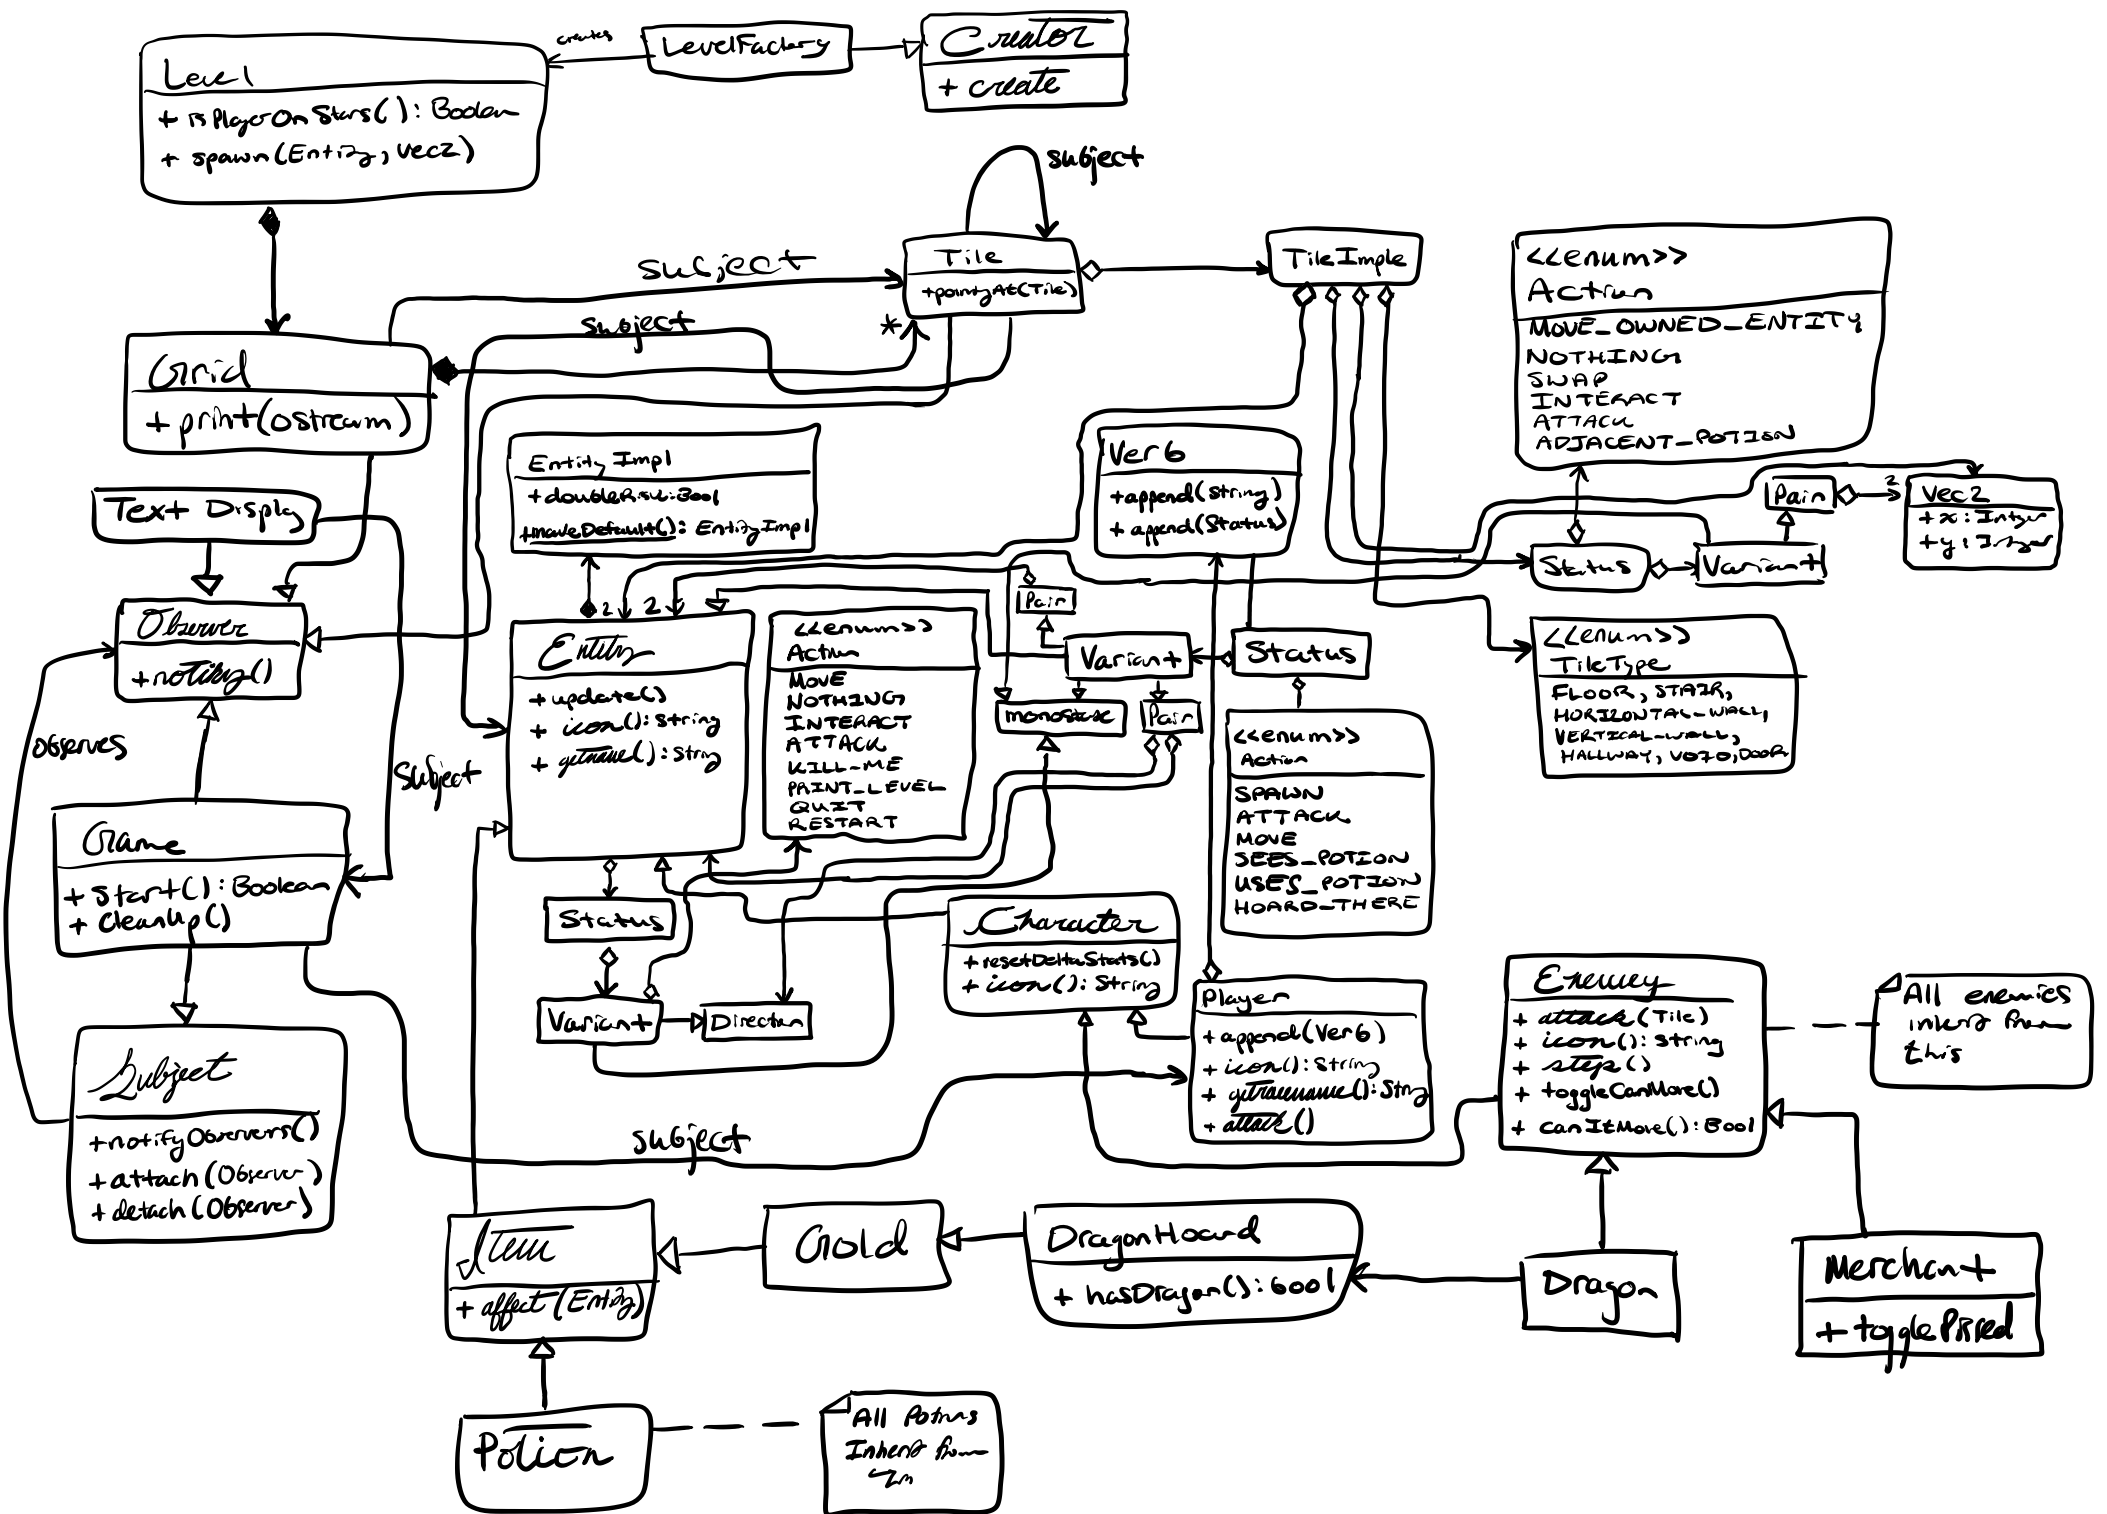 creates
LevelFactory
Creator
+ create
Level
+ isPlayerOnStairs(): Boolean
+ spawn(Entity, Vec2)
subject
Tile
+pointyAt(Tile)
TileImple
subject
subject
*
<<enum>>
Action
MOVE_OWNED_ENTITY
NOTHING
SWAP
INTERACT
ATTACK
ADJACENT_POTION
Grid
+ print(ostream)
Entity Impl
+doubleRisk:Bool
+makeDefault(): EntityImpl
Verb
+append(string)
+ append(Status)
Pair
2
Vec2
+ x: Integer
+ y: Integer
Text Display
Status
Variant
Observer
+notify()
2
2
Pair
Entity
+ update()
+ icon(): String
+ getname(): String
<<enum>>
Action
MOVE
NOTHING
INTERACT
ATTACK
KILL-ME
PRINT_LEVEL
QUIT
RESTART
Variant
Status
monostate
Pair
<<enum>>
TileType
FLOOR, STAIR,
HORIZONTAL-WALL,
VERTICAL-WALL,
HALLWAY, VOID, DOOR
<<enum>>
Action
SPAWN
ATTACK
MOVE
SEES_POTION
USES_POTION
HOARD_THERE
observes
subject
Game
+ start(): Boolean
+ cleanUp()
Status
Variant
Direction
Character
+ resetDeltaStats()
+ icon(): String
Player
+ append(Verb)
+ icon(): String
+ getracename(): String
+ attack()
Enemey
+ attack(Tile)
+ icon(): String
+ step()
+ toggleCanMove()
+ canItMove(): Bool
All enemies
inherit from
this
Subject
+notifyObservers()
+ attach(Observer)
+ detach(Observer)
subject
Item
+ affect(Entity)
Gold
DragonHoard
+ hasDragon(): bool
Dragon
Merchant
+ togglePissed
Potion
All Potions
Inherit from